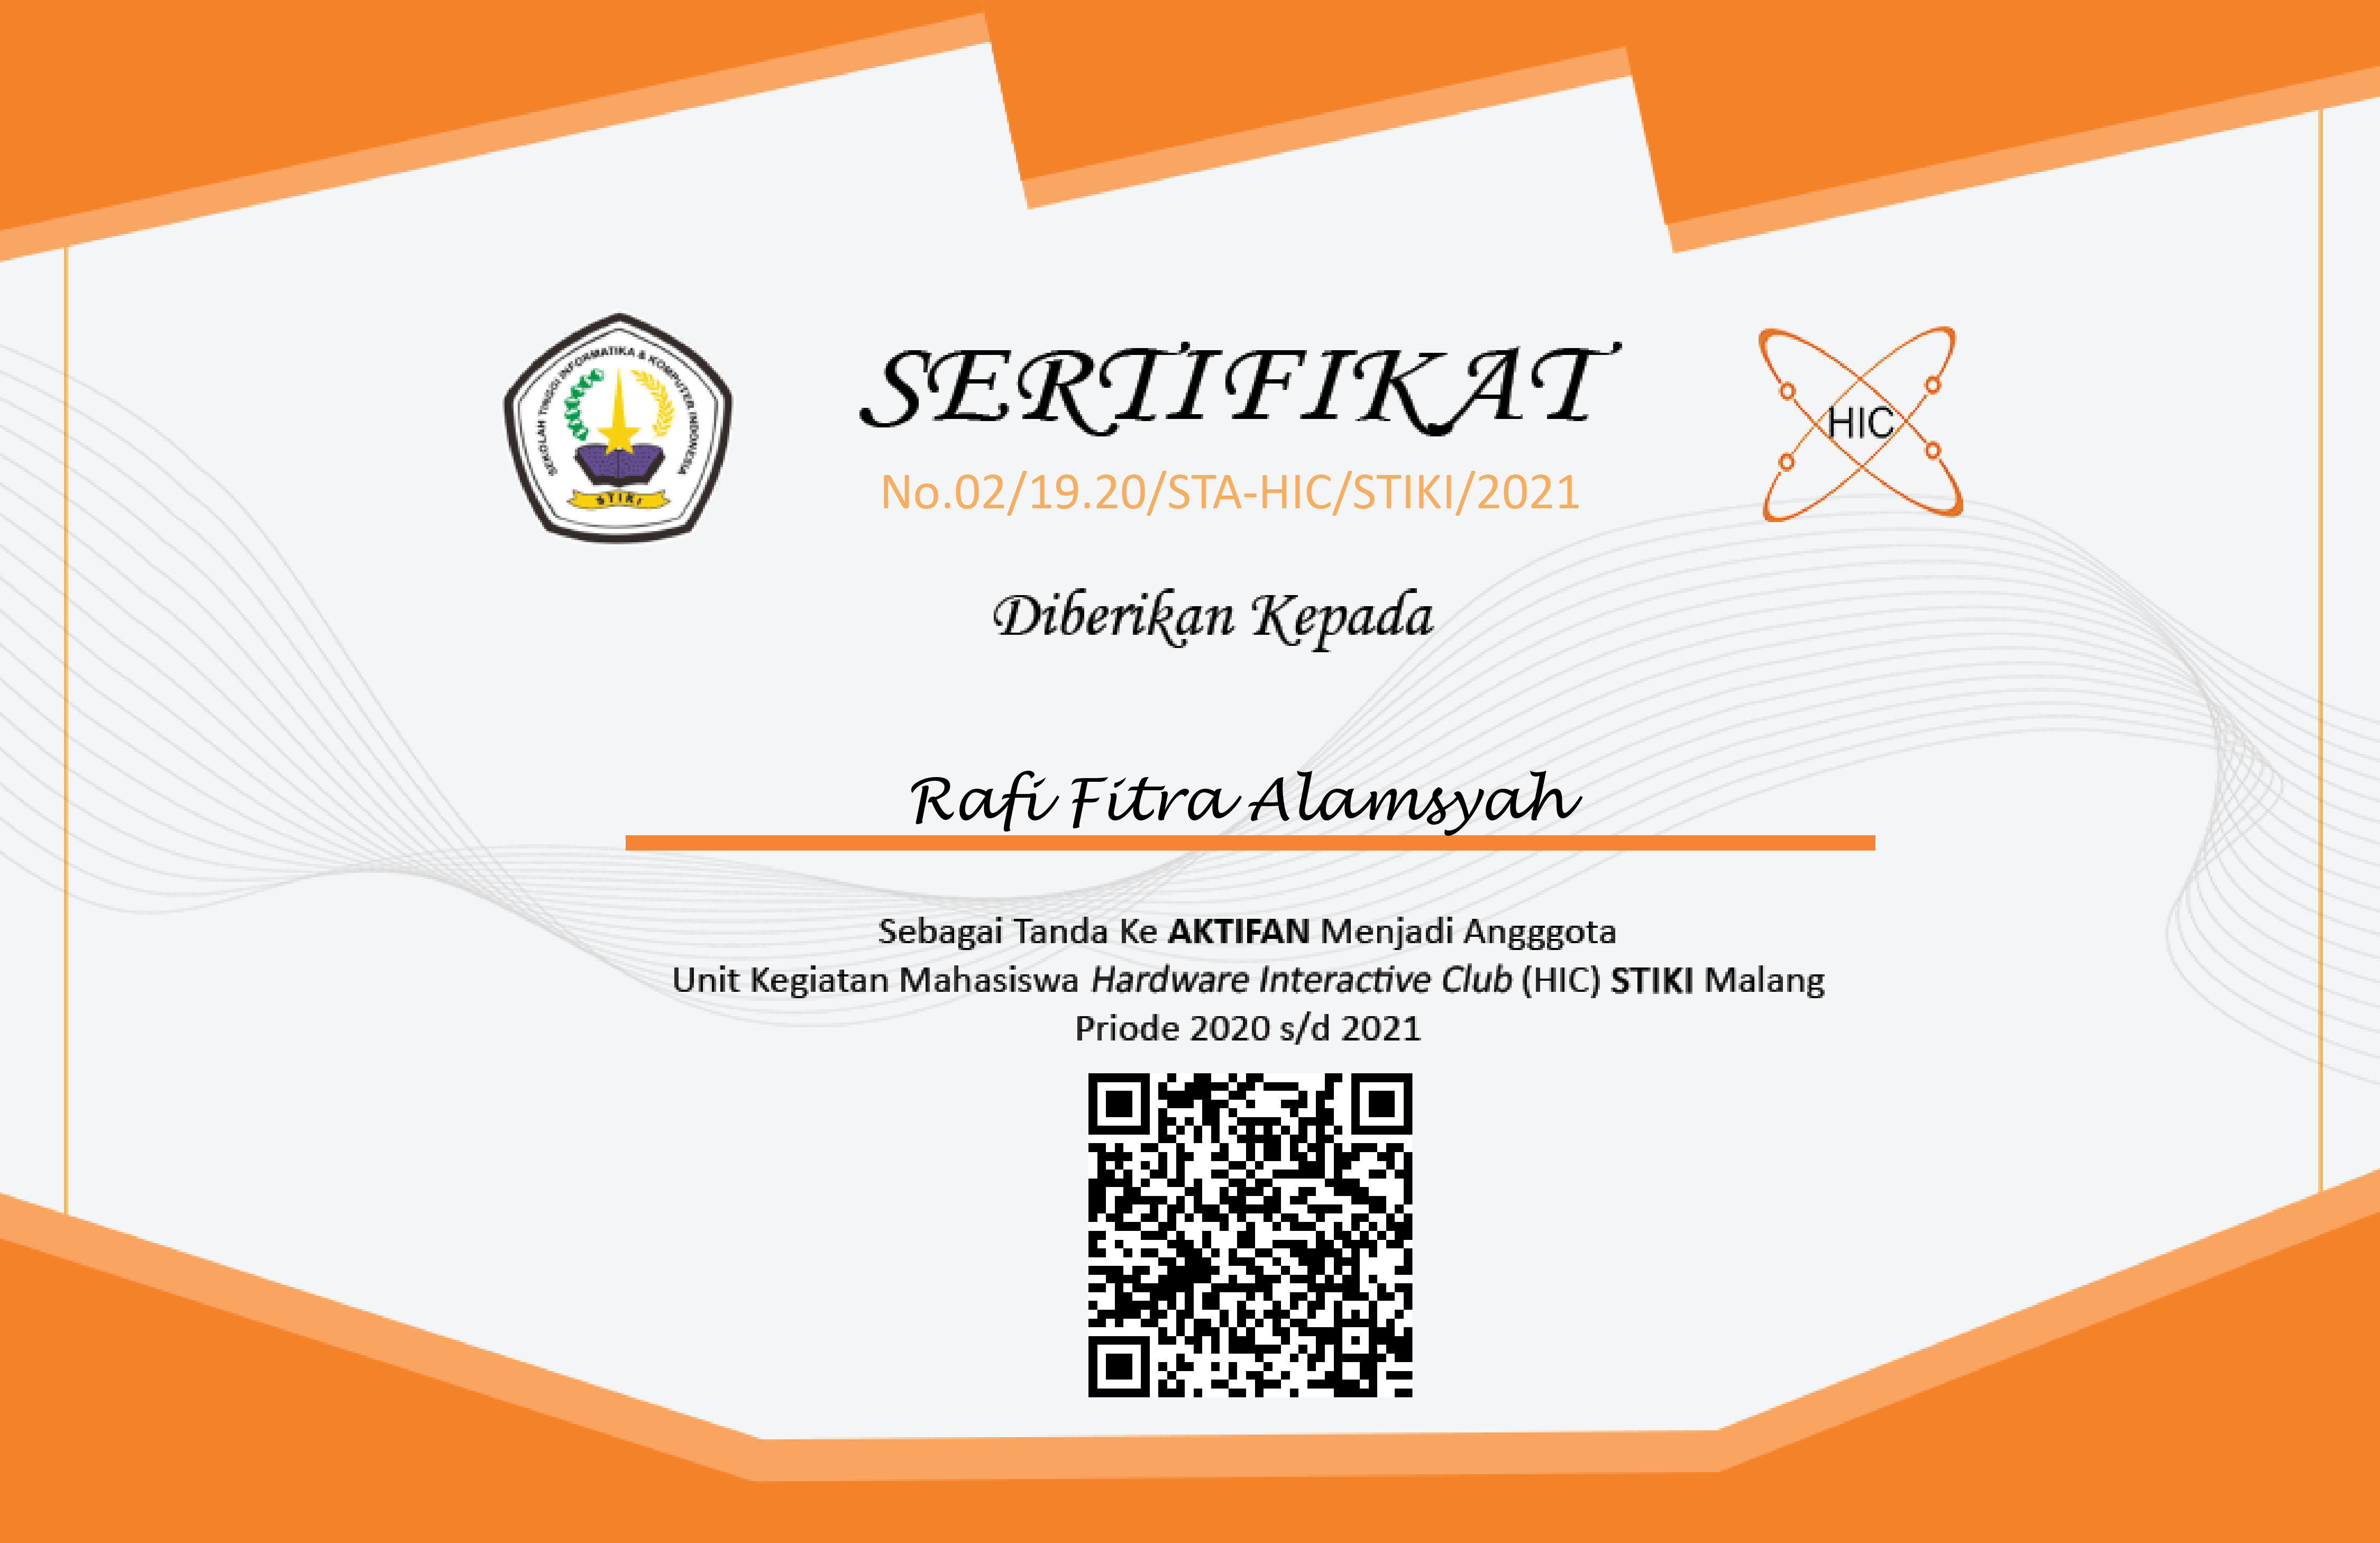 SEKOLAH TINGGI INFORMATIKA & KOMPUTER INDONESIA
STIKI
SERTIFIKAT
HIC
No.02/19.20/STA-HIC/STIKI/2021
Diberikan Kepada
Rafi Fitra Alamsyah
Sebagai Tanda Ke AKTIFAN Menjadi Angggota
Unit Kegiatan Mahasiswa Hardware Interactive Club (HIC) STIKI Malang
Priode 2020 s/d 2021